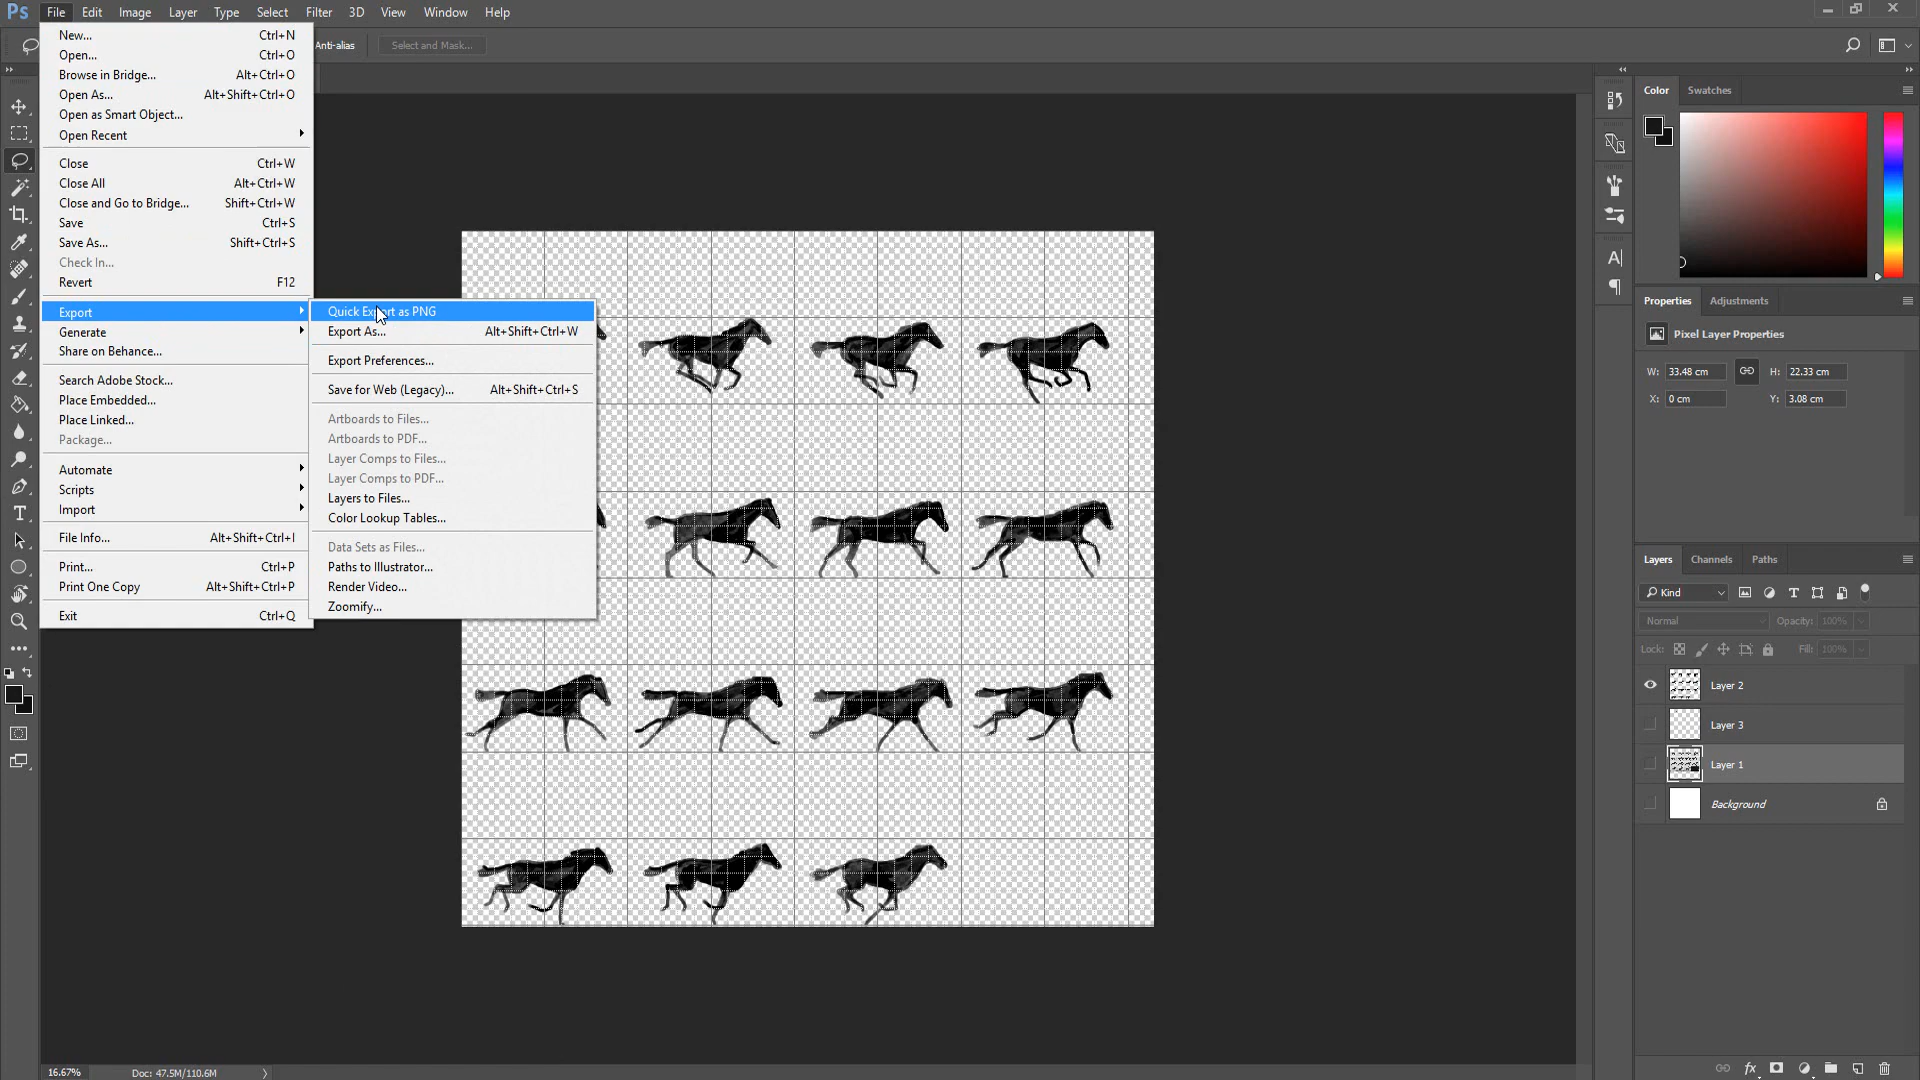 Ps File Edit Image Layer Type Select Filter 3D View Window Help
Anti-alias Select and Mask...
New... Ctrl+N
Open... Ctrl+O
Browse in Bridge... Alt+Ctrl+O
Open As... Alt+Shift+Ctrl+O
Open as Smart Object...
Open Recent
Close Ctrl+W
Close All Alt+Ctrl+W
Close and Go to Bridge... Shift+Ctrl+W
Save Ctrl+S
Save As... Shift+Ctrl+S
Check In...
Revert F12
Export
Generate
Share on Behance...
Search Adobe Stock...
Place Embedded...
Place Linked...
Package...
Automate
Scripts
Import
File Info... Alt+Shift+Ctrl+I
Print... Ctrl+P
Print One Copy Alt+Shift+Ctrl+P
Exit Ctrl+Q
Quick Export as PNG
Export As... Alt+Shift+Ctrl+W
Export Preferences...
Save for Web (Legacy)... Alt+Shift+Ctrl+S
Artboards to Files...
Artboards to PDF...
Layer Comps to Files...
Layer Comps to PDF...
Layers to Files...
Color Lookup Tables...
Data Sets as Files...
Paths to Illustrator...
Render Video...
Zoomify...
Color Swatches
Properties Adjustments
Pixel Layer Properties
W: 33.48 cm H: 22.33 cm
X: 0 cm Y: 3.08 cm
Layers Channels Paths
Kind
Normal Opacity: 100%
Lock: Fill: 100%
Layer 2
Layer 3
Layer 1
Background
fx
16.67% Doc: 47.5M/110.6M